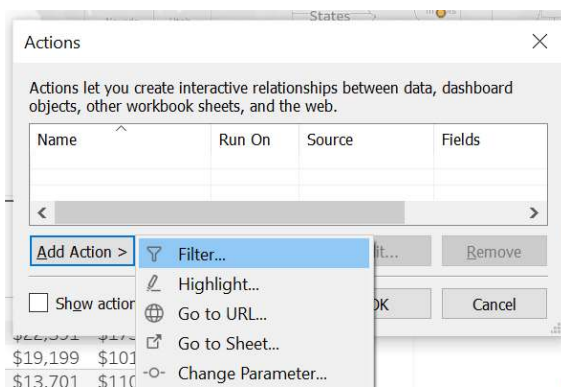 States
Actions
Actions let you create interactive relationships between data, dashboard
objects, other workbook sheets, and the web.
Name Run On Source Fields
Add Action > Remove
Filter...
Highlight...
Show action Cancel
Go to URL...
Go to Sheet...
$19,199 $101
Change Parameter...
$13,701 $110